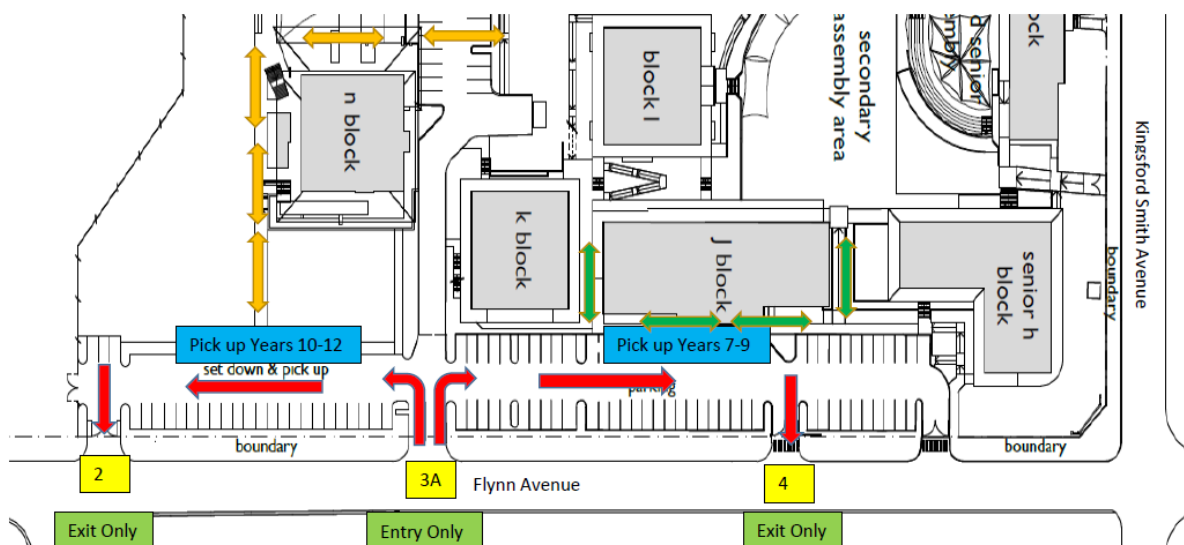 n block
block l
secondary
assembly area
d senior
embly
ock
Kingsford Smith Avenue
k block
J block
senior h
block
boundary
Pick up Years 10-12
Pick up Years 7-9
set down & pick up
parking
boundary
boundary
2
3A
Flynn Avenue
4
Exit Only
Entry Only
Exit Only